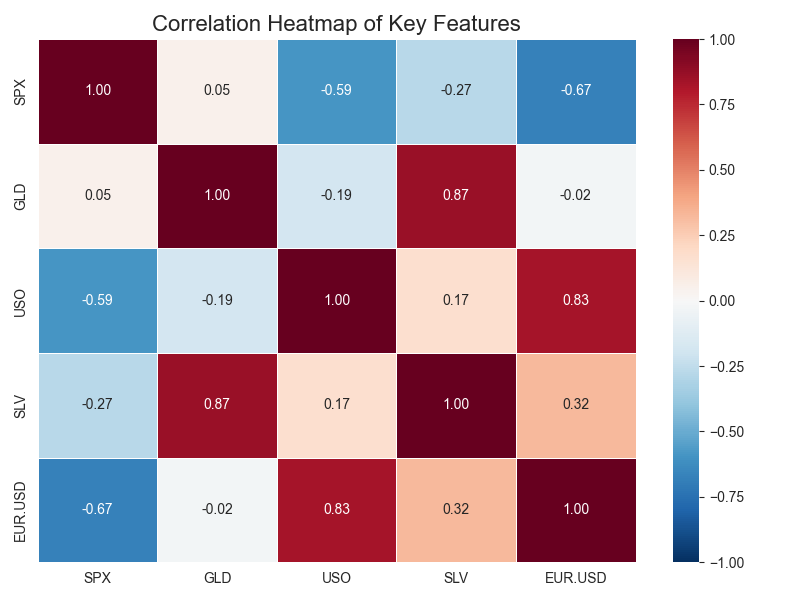 Correlation Heatmap of Key Features
SPX 1.00 0.05 -0.59 -0.27 -0.67
GLD 0.05 1.00 -0.19 0.87 -0.02
USO -0.59 -0.19 1.00 0.17 0.83
SLV -0.27 0.87 0.17 1.00 0.32
EUR.USD -0.67 -0.02 0.83 0.32 1.00
SPX GLD USO SLV EUR.USD
1.00
0.75
0.50
0.25
0.00
−0.25
−0.50
−0.75
−1.00